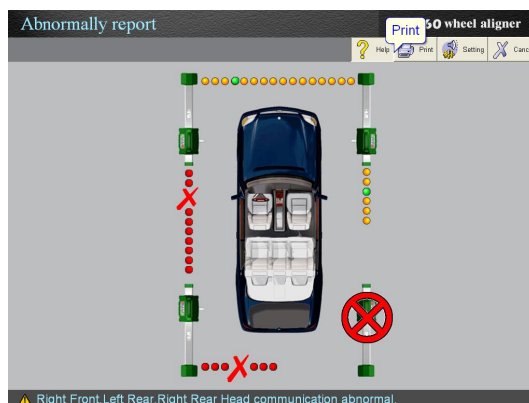 Abnormally report
60 wheel aligner
Print
Help
Print
Setting
Canc
Right Front,Left Rear,Right Rear Head communication abnormal.